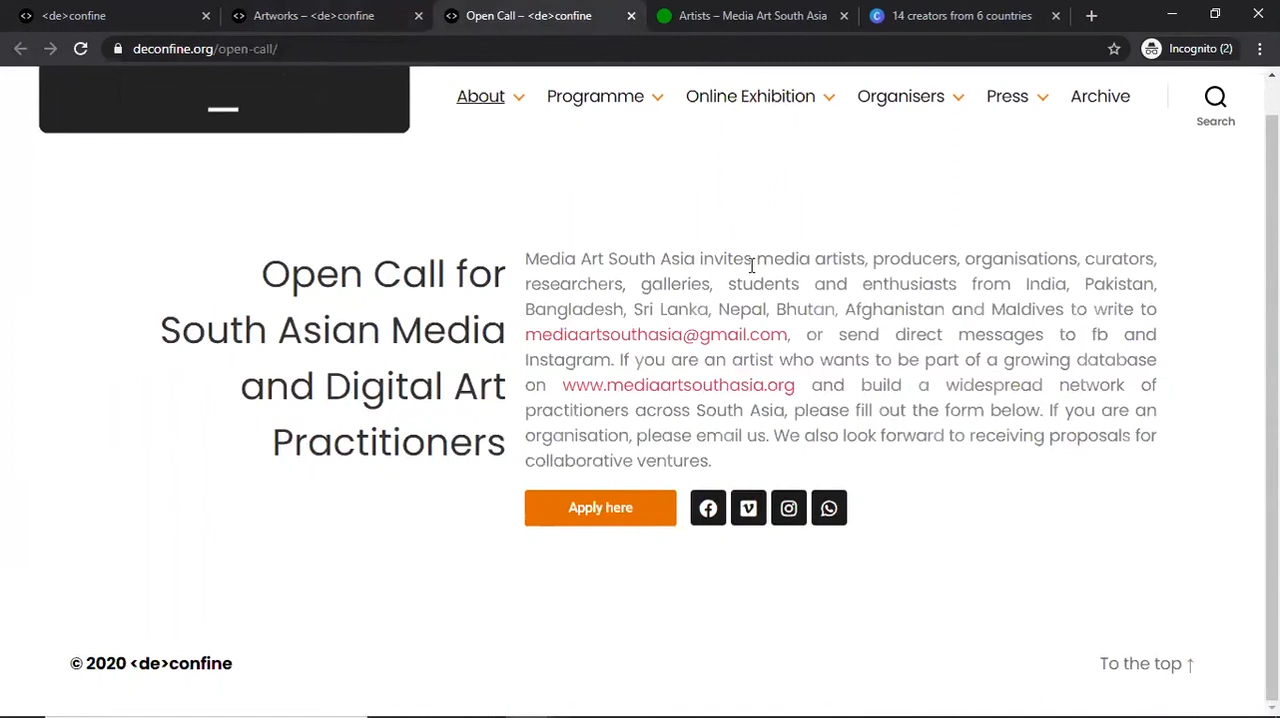 <de>confine
Artworks – <de>confine
Open Call – <de>confine
Artists – Media Art South Asia
14 creators from 6 countries
deconfine.org/open-call/
Incognito (2)
About
Programme
Online Exhibition
Organisers
Press
Archive
Search
Open Call for
South Asian Media
and Digital Art
Practitioners
Media Art South Asia invites media artists, producers, organisations, curators,
researchers, galleries, students and enthusiasts from India, Pakistan,
Bangladesh, Sri Lanka, Nepal, Bhutan, Afghanistan and Maldives to write to
mediaartsouthasia@gmail.com, or send direct messages to fb and
Instagram. If you are an artist who wants to be part of a growing database
on www.mediaartsouthasia.org and build a widespread network of
practitioners across South Asia, please fill out the form below. If you are an
organisation, please email us. We also look forward to receiving proposals for
collaborative ventures.
Apply here
© 2020 <de>confine
To the top ↑